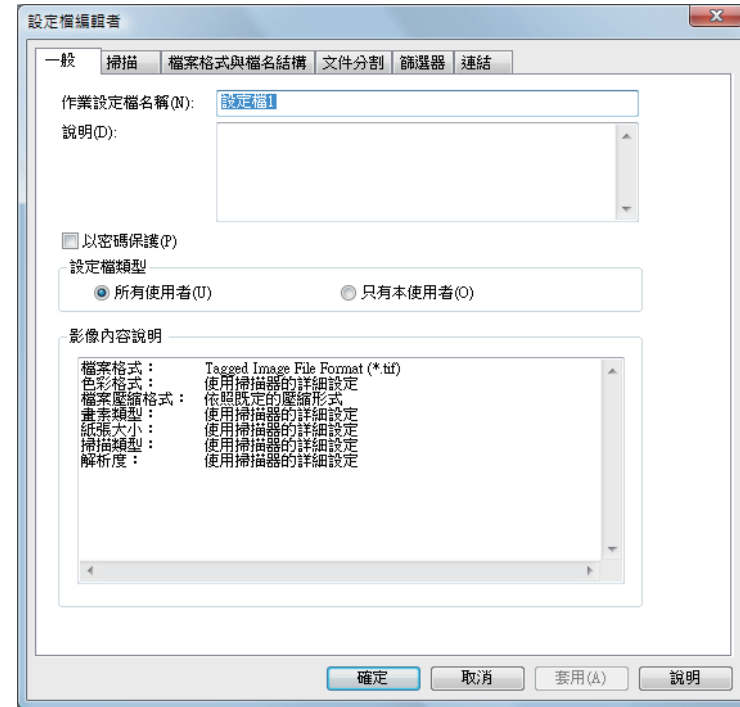 設定檔編輯者
一般 掃描 檔案格式與檔名結構 文件分割 篩選器 連結
作業設定檔名稱(N): 設定檔1
說明(D):
以密碼保護(P)
設定檔類型
所有使用者(U) 只有本使用者(O)
影像內容說明
檔案格式： Tagged Image File Format (*.tif)
色彩格式： 使用掃描器的詳細設定
檔案壓縮格式： 依照既定的壓縮形式
畫素類型： 使用掃描器的詳細設定
紙張大小： 使用掃描器的詳細設定
掃描類型： 使用掃描器的詳細設定
解析度： 使用掃描器的詳細設定
確定 取消 套用(A) 說明